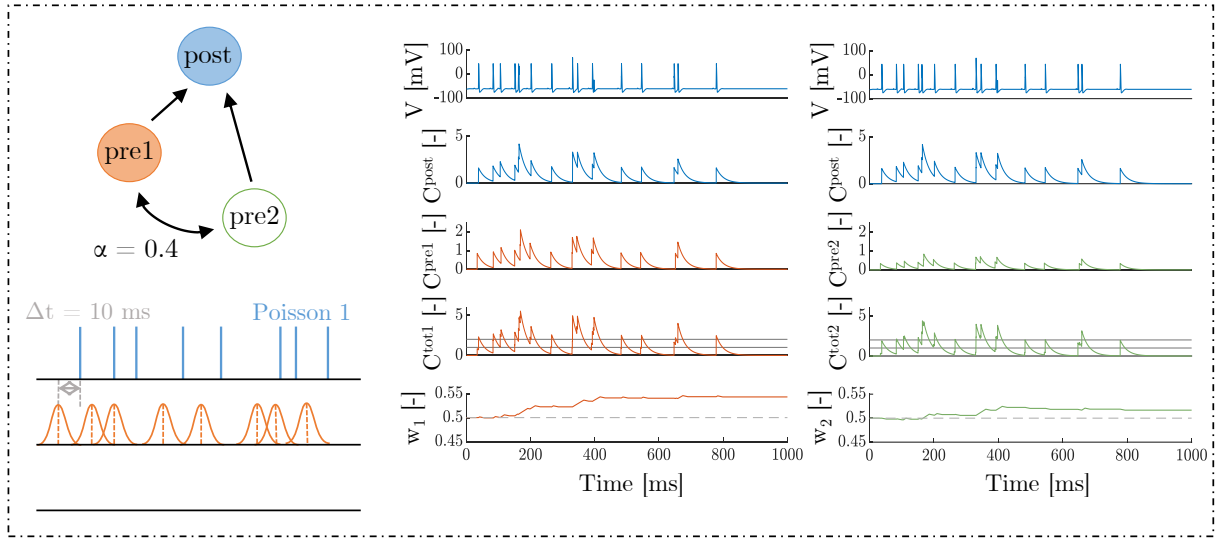 post
pre1
pre2
α = 0.4
Δt = 10 ms
Poisson 1
V [mV]
100
0
-100
C^post [-]
5
0
C^pre1 [-]
2
1
0
C^tot1 [-]
5
0
w₁ [-]
0.55
0.5
0.45
0 200 400 600 800 1000
Time [ms]
V [mV]
100
0
-100
C^post [-]
5
0
C^pre2 [-]
2
1
0
C^tot2 [-]
5
0
w₂ [-]
0.55
0.5
0.45
0 200 400 600 800 1000
Time [ms]